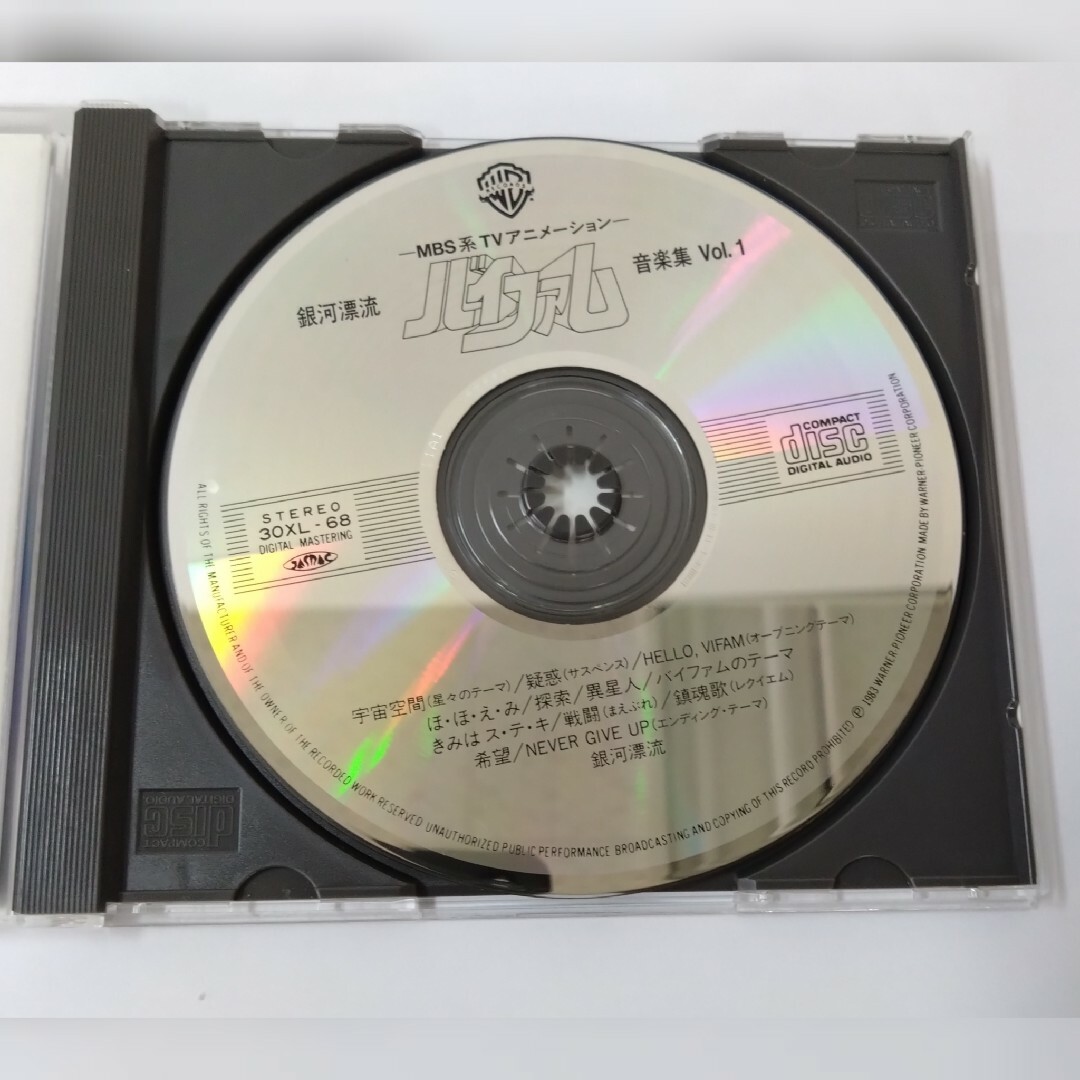 RECORDS
—MBS系TVアニメーション—
銀河漂流 バイファム 音楽集 Vol.1
COMPACT
disc
DIGITAL AUDIO
STEREO
30XL-68
DIGITAL MASTERING
JASRAC
宇宙空間(星々のテーマ)/疑惑(サスペンス)/HELLO, VIFAM(オープニングテーマ)
ほ・ほ・え・み/探索/異星人/バイファムのテーマ
きみはス・テ・キ/戦闘(まえぶれ)/鎮魂歌(レクイエム)
希望/NEVER GIVE UP(エンディング・テーマ)
銀河漂流
ALL RIGHTS OF THE MANUFACTURER AND OF THE OWNER OF THE RECORDED WORK RESERVED UNAUTHORIZED PUBLIC PERFORMANCE BROADCASTING AND COPYING OF THIS RECORD PROHIBITED Ⓟ 1983 WARNER-PIONEER CORPORATION MADE BY WARNER-PIONEER CORPORATION
COMPACT
disc
DIGITAL AUDIO